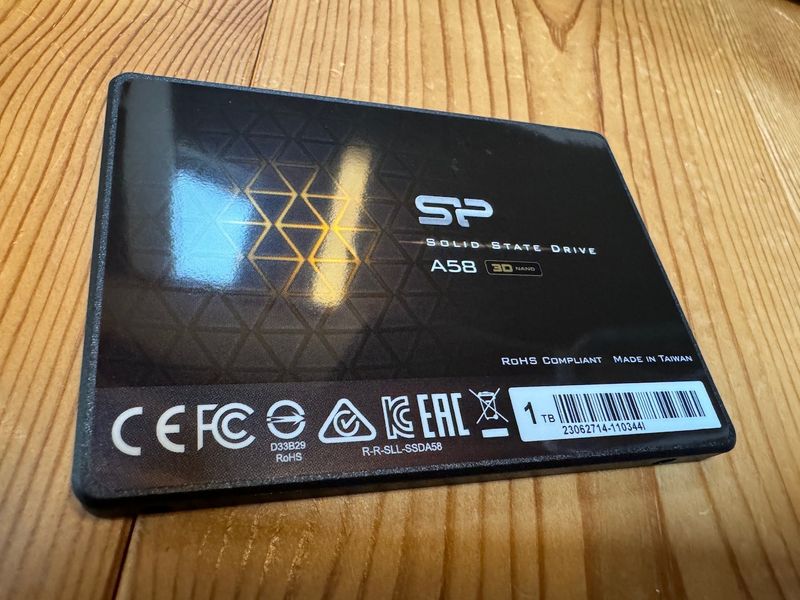 SP
SOLID STATE DRIVE
A58 3D NAND
ROHS COMPLIANT MADE IN TAIWAN
CE FC D33B29 RoHS R-R-SLL-SSDA58 KC EAC
1 TB
23062714-110344I